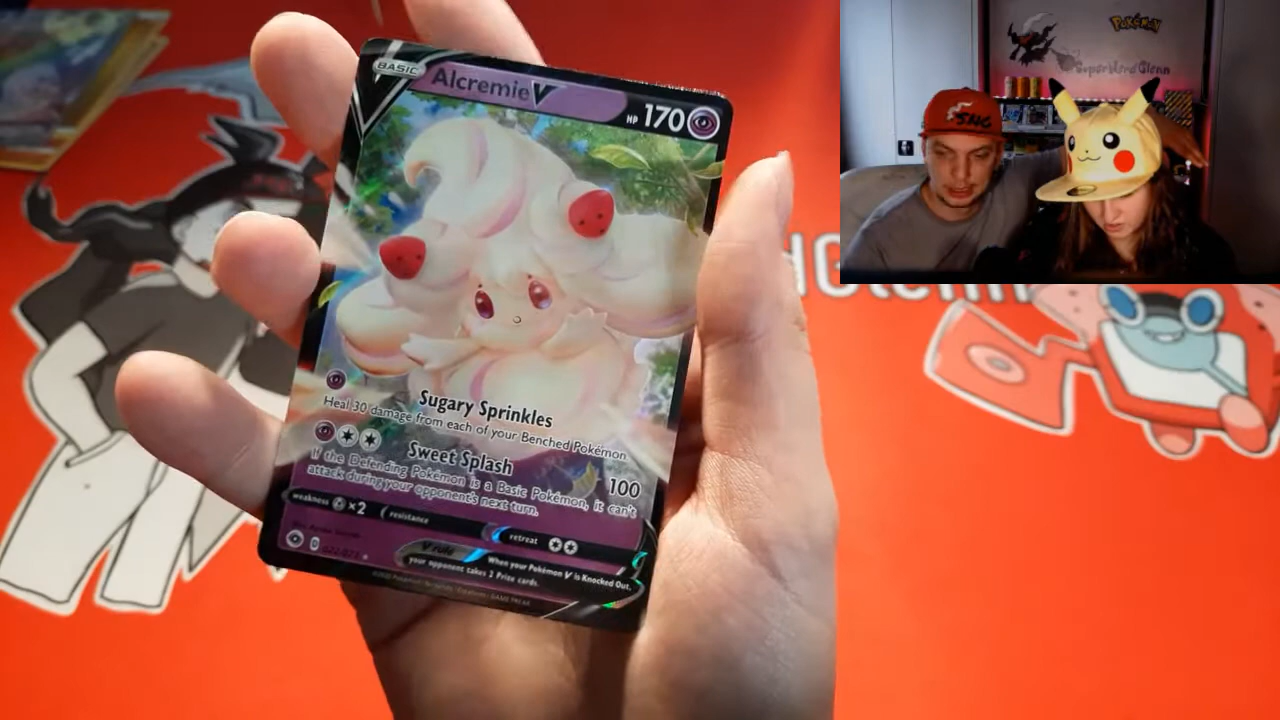 BASIC
Alcremie V
HP 170
Sugary Sprinkles
Heal 30 damage from each of your Benched Pokémon.
Sweet Splash
100
If the Defending Pokémon is a Basic Pokémon, it can't
attack during your opponent's next turn.
weakness x2
resistance
retreat
V rule
When your Pokémon V is Knocked Out,
your opponent takes 2 Prize cards.
POKÉMON
SuperNerdGlenn